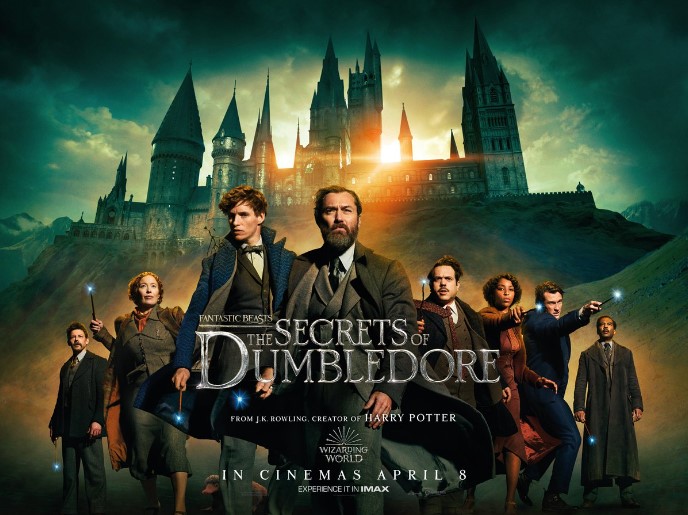 FANTASTIC BEASTS
THE SECRETS OF
DUMBLEDORE
FROM J.K. ROWLING, CREATOR OF HARRY POTTER
WIZARDING
WORLD
IN CINEMAS APRIL 8
EXPERIENCE IT IN IMAX